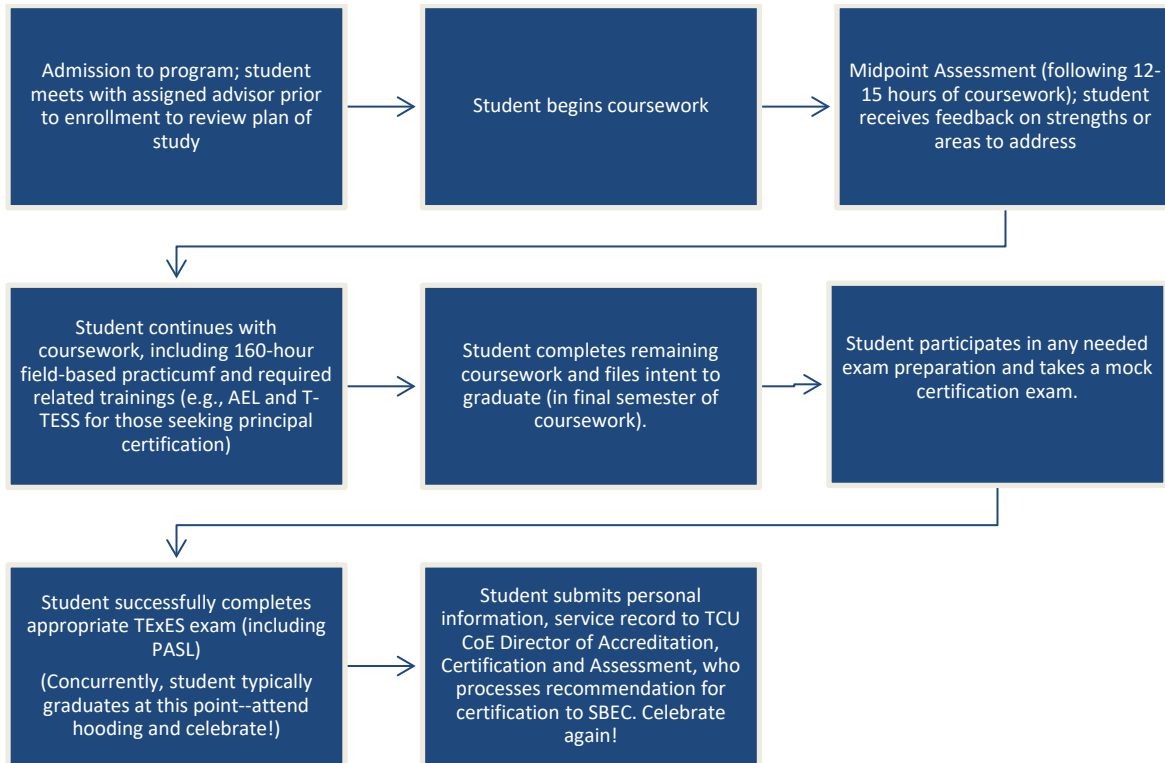 Admission to program; student
meets with assigned advisor prior
to enrollment to review plan of
study
Student begins coursework
Midpoint Assessment (following 12-
15 hours of coursework); student
receives feedback on strengths or
areas to address
Student continues with
coursework, including 160-hour
field-based practicumf and required
related trainings (e.g., AEL and T-
TESS for those seeking principal
certification)
Student completes remaining
coursework and files intent to
graduate (in final semester of
coursework).
Student participates in any needed
exam preparation and takes a mock
certification exam.
Student successfully completes
appropriate TExES exam (including
PASL)
(Concurrently, student typically
graduates at this point--attend
hooding and celebrate!)
Student submits personal
information, service record to TCU
CoE Director of Accreditation,
Certification and Assessment, who
processes recommendation for
certification to SBEC. Celebrate
again!